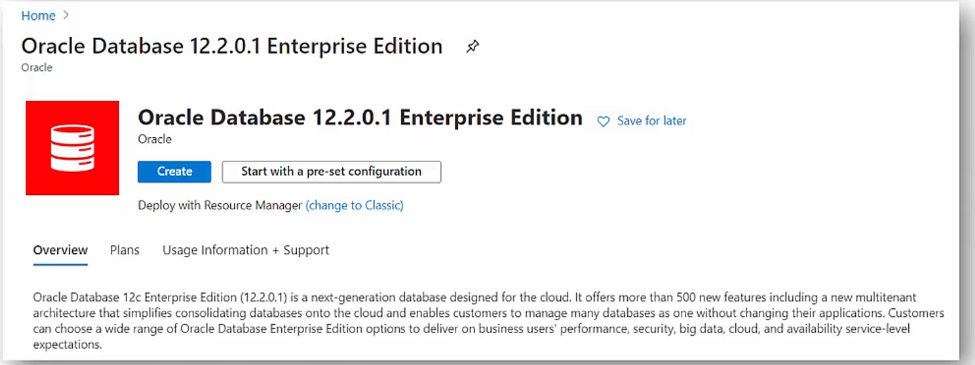 Home >
Oracle Database 12.2.0.1 Enterprise Edition
Oracle
Oracle Database 12.2.0.1 Enterprise Edition
Save for later
Oracle
Create
Start with a pre-set configuration
Deploy with Resource Manager (change to Classic)
Overview Plans Usage Information + Support
Oracle Database 12c Enterprise Edition (12.2.0.1) is a next-generation database designed for the cloud. It offers more than 500 new features including a new multitenant
architecture that simplifies consolidating databases onto the cloud and enables customers to manage many databases as one without changing their applications. Customers
can choose a wide range of Oracle Database Enterprise Edition options to deliver on business users' performance, security, big data, cloud, and availability service-level
expectations.